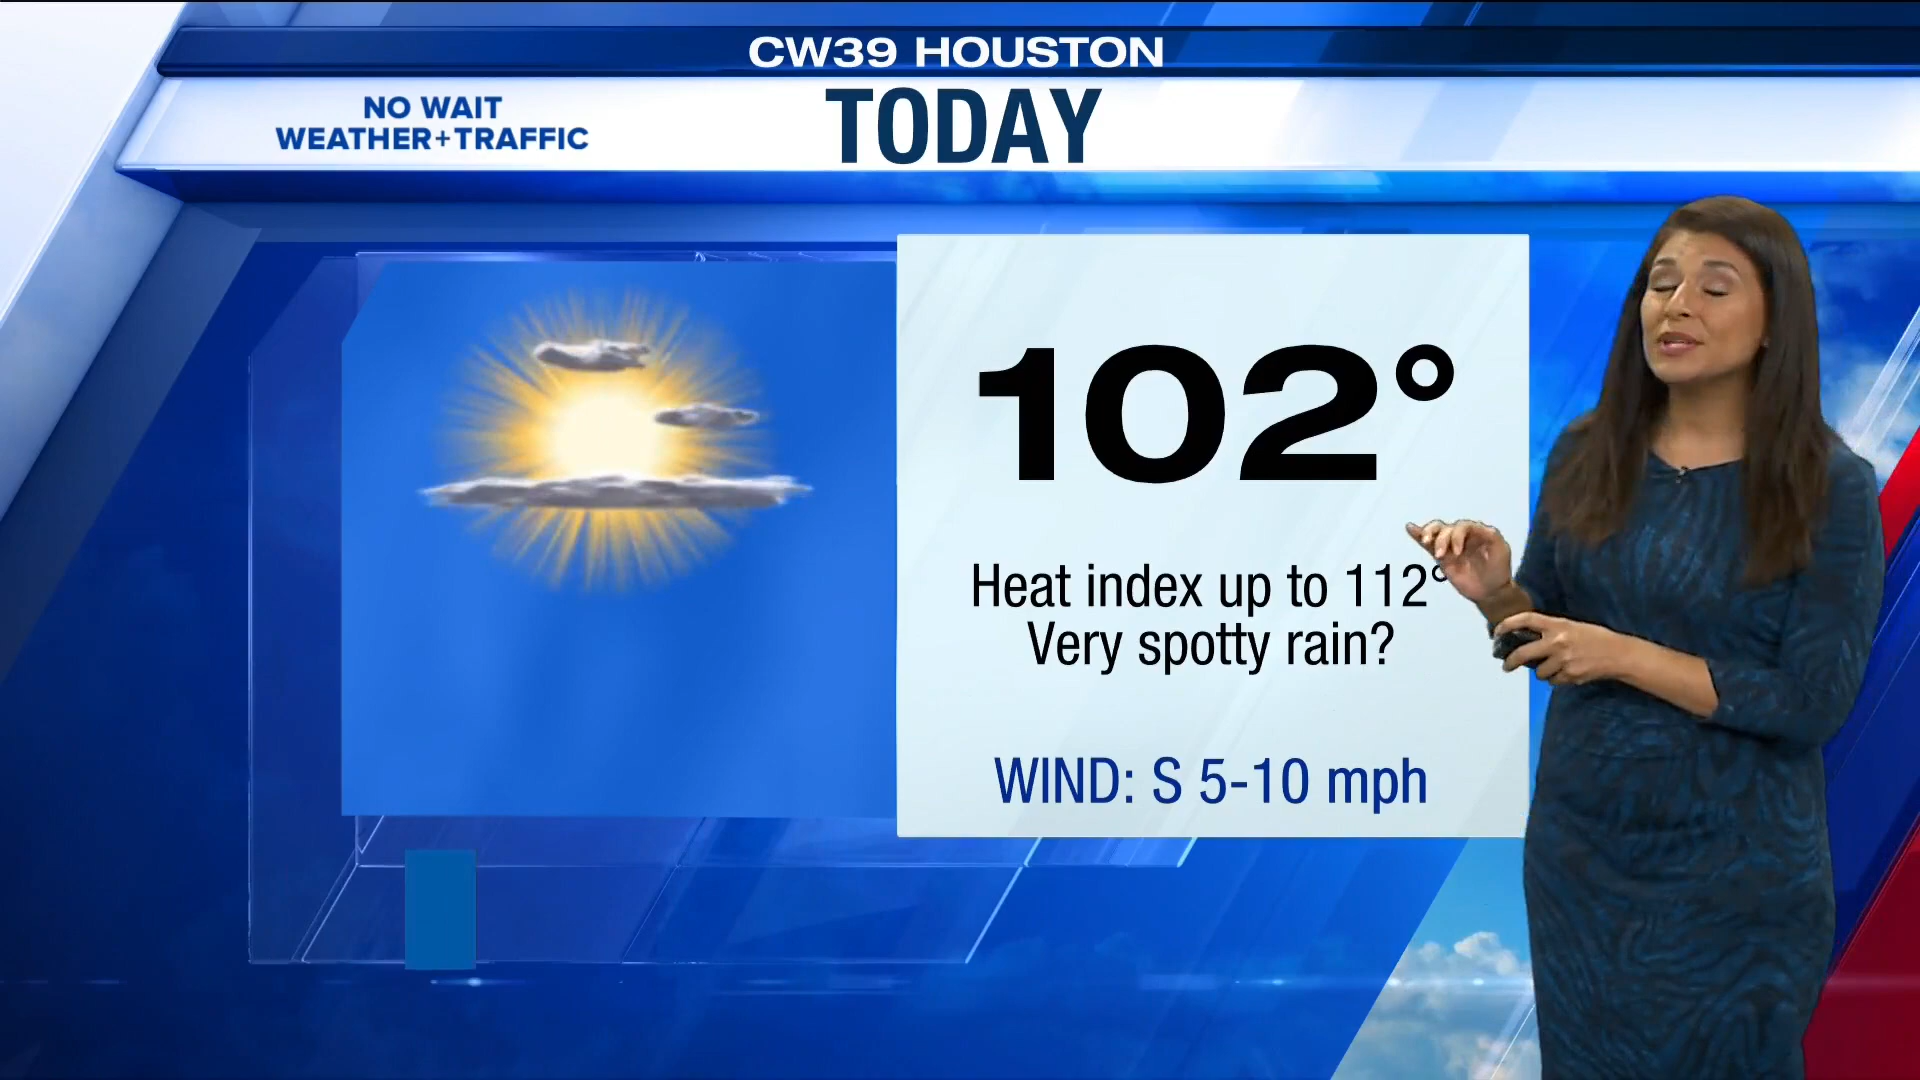 CW39 HOUSTON
NO WAIT
WEATHER+TRAFFIC
TODAY
102°
Heat index up to 112°
Very spotty rain?
WIND: S 5-10 mph